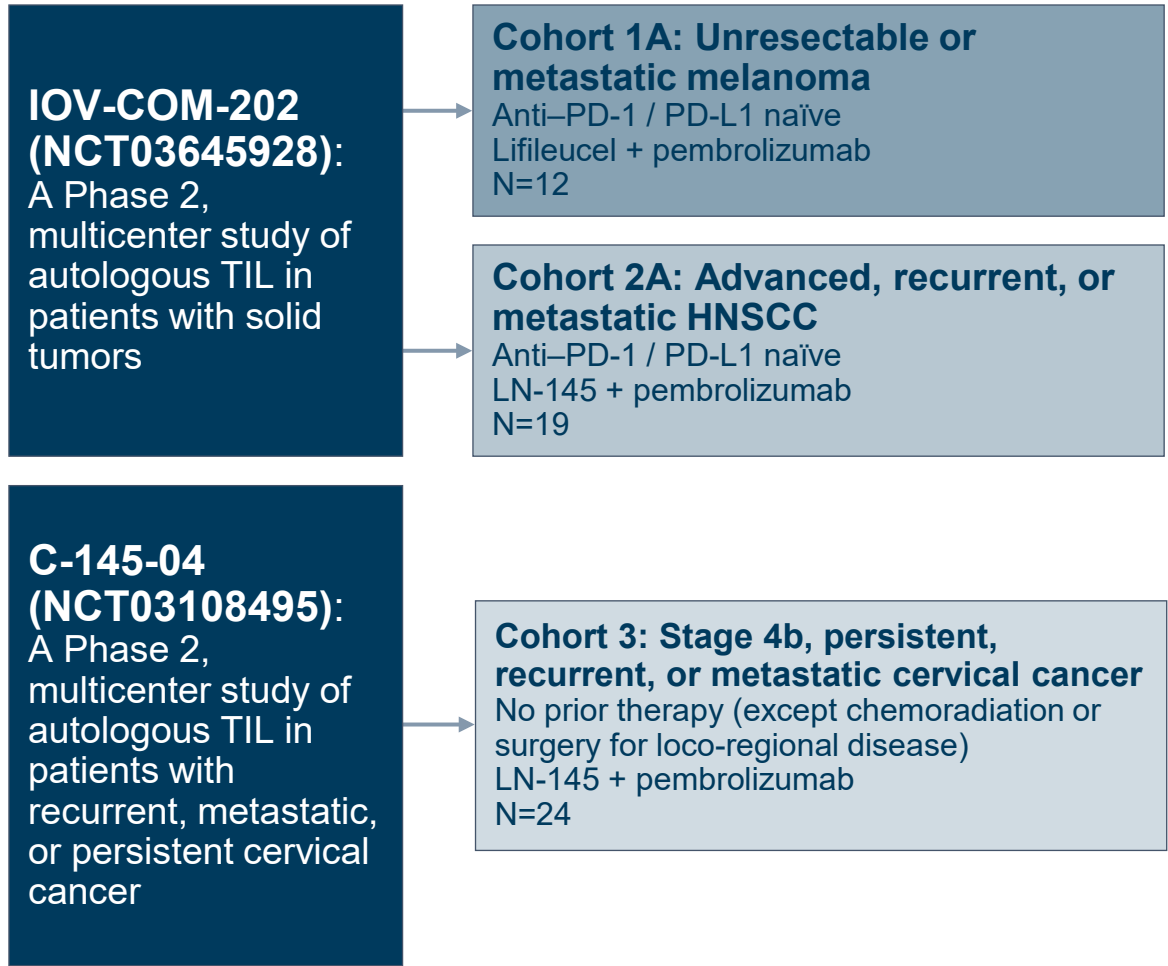 IOV-COM-202
(NCT03645928):
A Phase 2,
multicenter study of
autologous TIL in
patients with solid
tumors
Cohort 1A: Unresectable or
metastatic melanoma
Anti–PD-1 / PD-L1 naïve
Lifileucel + pembrolizumab
N=12
Cohort 2A: Advanced, recurrent, or
metastatic HNSCC
Anti–PD-1 / PD-L1 naïve
LN-145 + pembrolizumab
N=19
C-145-04
(NCT03108495):
A Phase 2,
multicenter study of
autologous TIL in
patients with
recurrent, metastatic,
or persistent cervical
cancer
Cohort 3: Stage 4b, persistent,
recurrent, or metastatic cervical cancer
No prior therapy (except chemoradiation or
surgery for loco-regional disease)
LN-145 + pembrolizumab
N=24